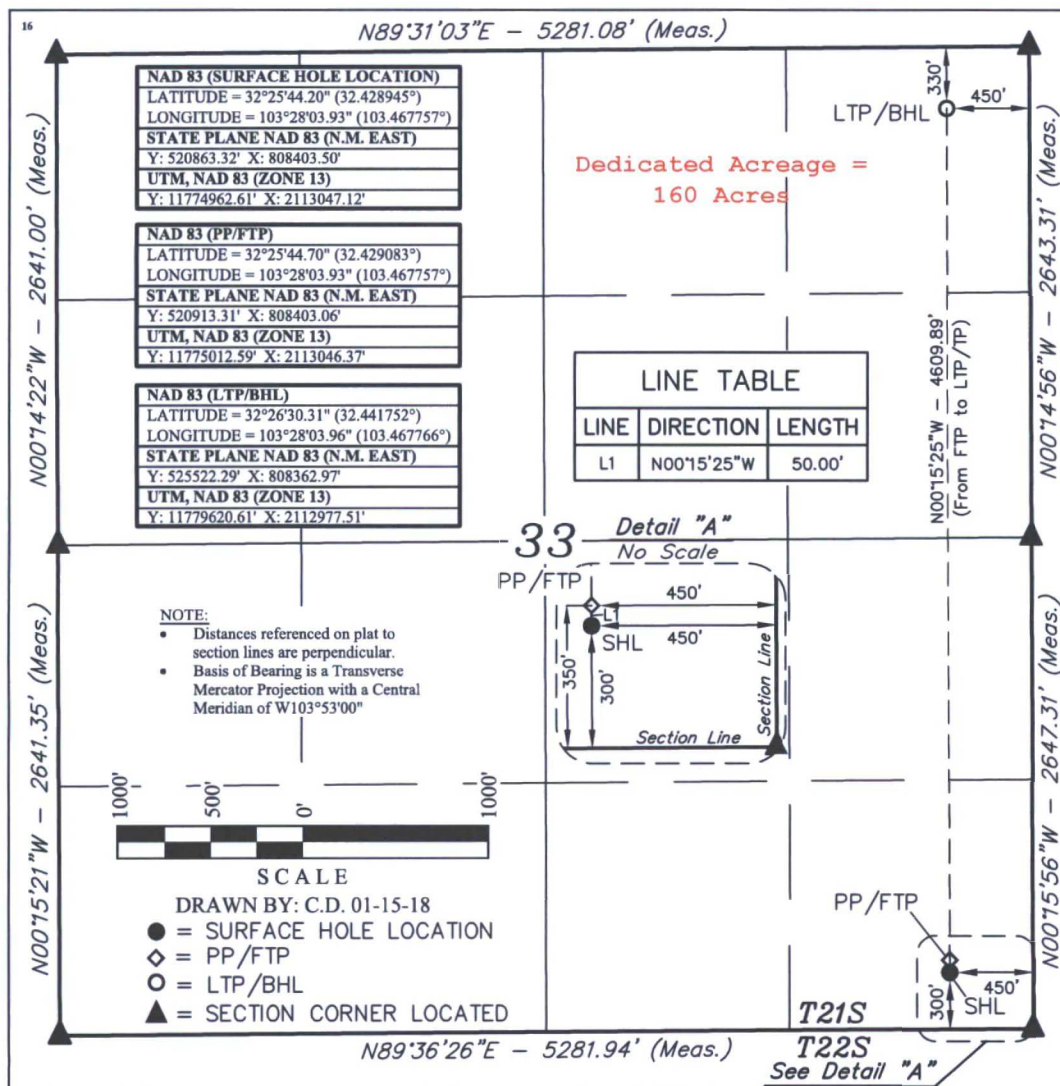 16
N89°31'03"E - 5281.08' (Meas.)
NAD 83 (SURFACE HOLE LOCATION)
LATITUDE = 32°25'44.20" (32.428945°)
LONGITUDE = 103°28'03.93" (103.467757°)
STATE PLANE NAD 83 (N.M. EAST)
Y: 520863.32' X: 808403.50'
UTM, NAD 83 (ZONE 13)
Y: 11774962.61' X: 2113047.12'
NAD 83 (PP/FTP)
LATITUDE = 32°25'44.70" (32.429083°)
LONGITUDE = 103°28'03.93" (103.467757°)
STATE PLANE NAD 83 (N.M. EAST)
Y: 520913.31' X: 808403.06'
UTM, NAD 83 (ZONE 13)
Y: 11775012.59' X: 2113046.37'
NAD 83 (LTP/BHL)
LATITUDE = 32°26'30.31" (32.441752°)
LONGITUDE = 103°28'03.96" (103.467766°)
STATE PLANE NAD 83 (N.M. EAST)
Y: 525522.29' X: 808362.97'
UTM, NAD 83 (ZONE 13)
Y: 11779620.61' X: 2112977.51'
330'
450'
LTP/BHL
Dedicated Acreage =
160 Acres
N00°14'22"W - 2641.00' (Meas.)
N00°14'56"W - 2643.31' (Meas.)
N00°15'25"W - 4609.89'
(From FTP to LTP/TP)
LINE TABLE
LINE DIRECTION LENGTH
L1 N00°15'25"W 50.00'
33
Detail "A"
No Scale
PP/FTP
450'
L1
450'
SHL
350'
300'
Section Line
Section Line
NOTE:
• Distances referenced on plat to
section lines are perpendicular.
• Basis of Bearing is a Transverse
Mercator Projection with a Central
Meridian of W103°53'00"
N00°15'21"W - 2641.35' (Meas.)
N00°15'56"W - 2647.31' (Meas.)
1000' 500' 0' 1000'
SCALE
DRAWN BY: C.D. 01-15-18
● = SURFACE HOLE LOCATION
◇ = PP/FTP
○ = LTP/BHL
▲ = SECTION CORNER LOCATED
PP/FTP
450'
300'
SHL
T21S
T22S
N89°36'26"E - 5281.94' (Meas.)
See Detail "A"